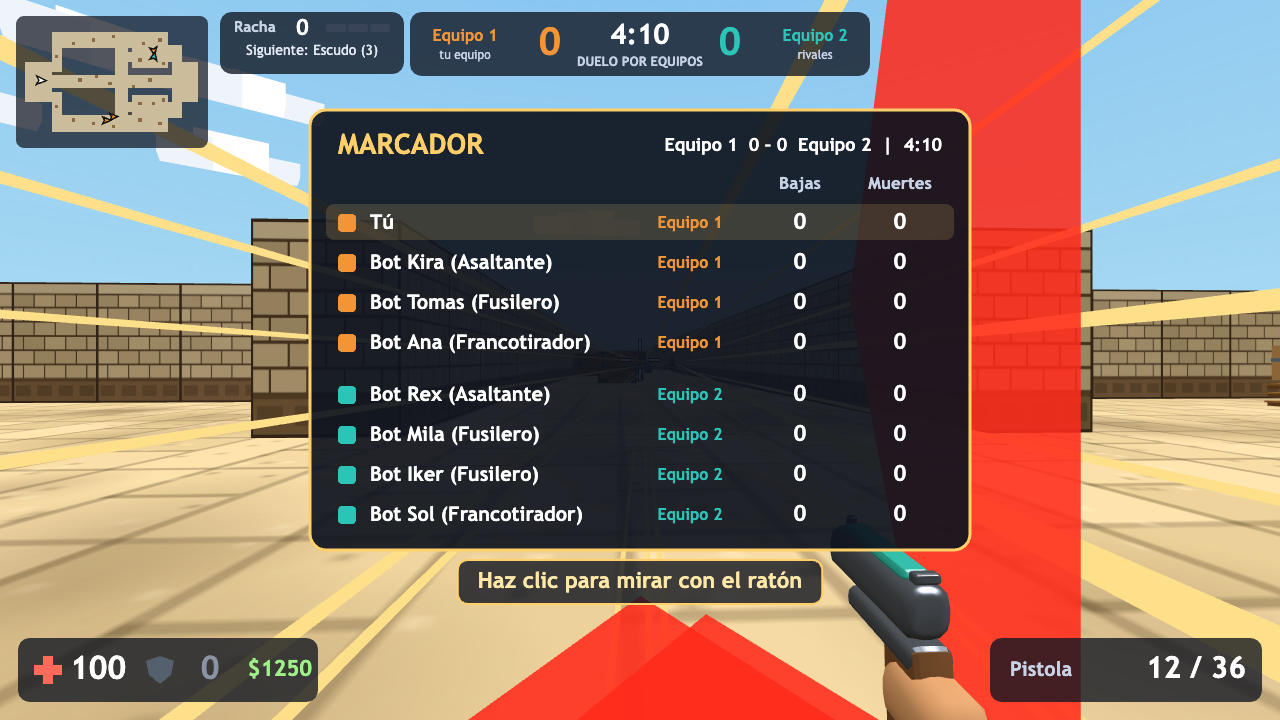 Racha 0
Siguiente: Escudo (3)
Equipo 1 0 4:10 0 Equipo 2
tu equipo DUELO POR EQUIPOS rivales
MARCADOR Equipo 1 0 - 0 Equipo 2 | 4:10
Bajas Muertes
Tú Equipo 1 0 0
Bot Kira (Asaltante) Equipo 1 0 0
Bot Tomas (Fusilero) Equipo 1 0 0
Bot Ana (Francotirador) Equipo 1 0 0
Bot Rex (Asaltante) Equipo 2 0 0
Bot Mila (Fusilero) Equipo 2 0 0
Bot Iker (Fusilero) Equipo 2 0 0
Bot Sol (Francotirador) Equipo 2 0 0
Haz clic para mirar con el ratón
100 0 $1250
Pistola 12 / 36